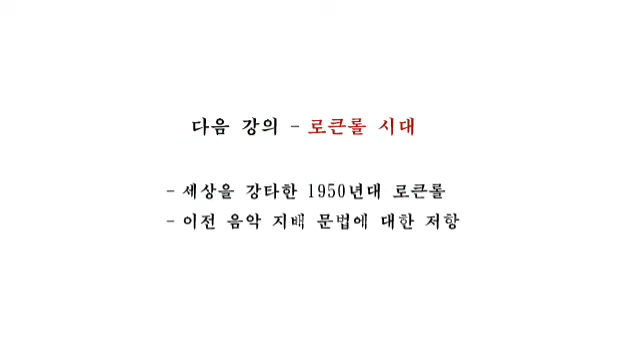 다음 강의 - 로큰롤 시대
- 세상을 강타한 1950년대 로큰롤
- 이전 음악 지배 문법에 대한 저항